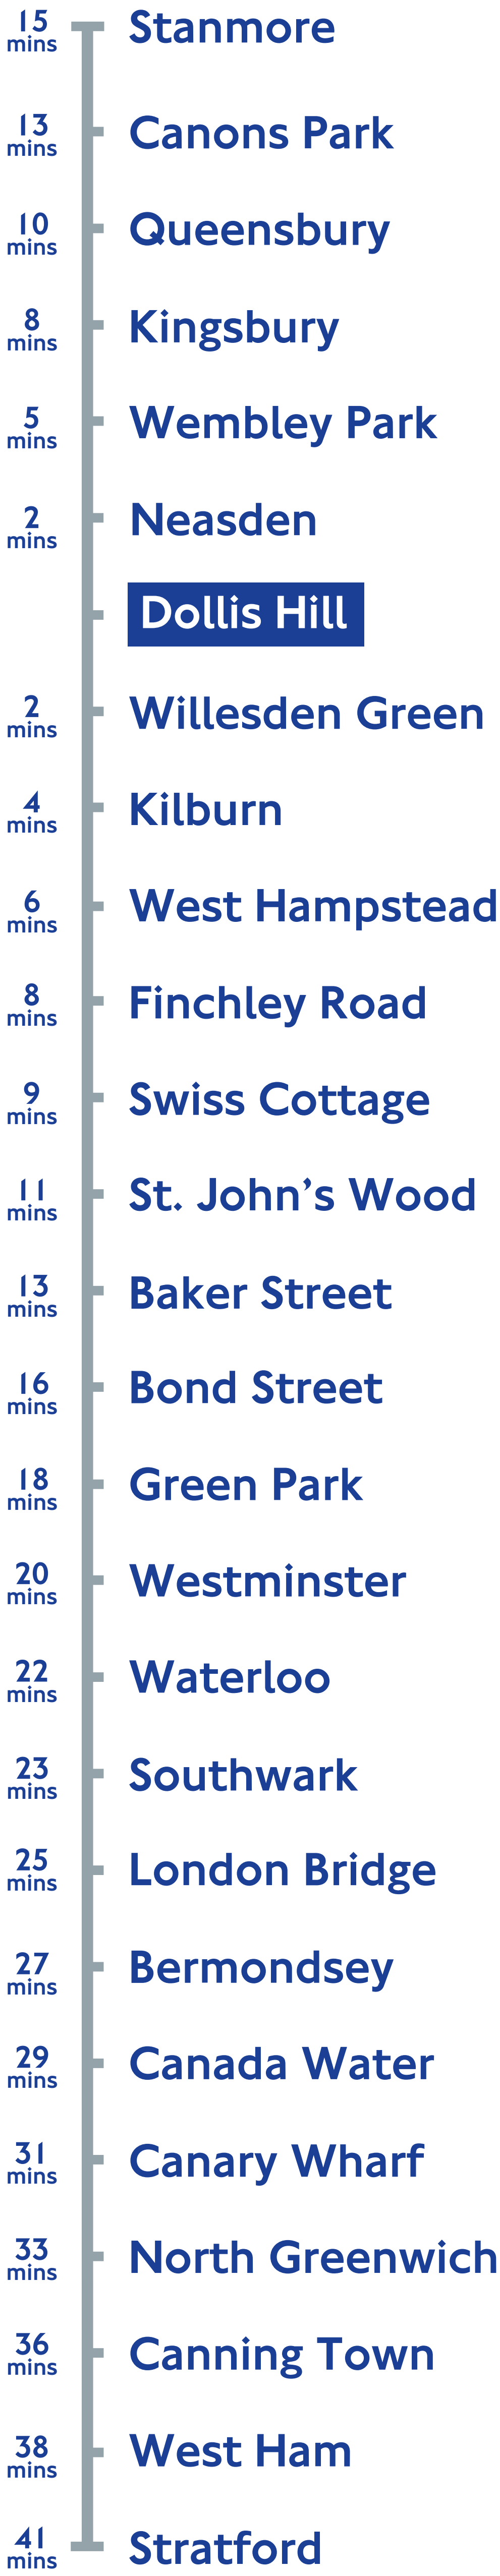 15
mins
Stanmore
13
mins
Canons Park
10
mins
Queensbury
8
mins
Kingsbury
5
mins
Wembley Park
2
mins
Neasden
Dollis Hill
2
mins
Willesden Green
4
mins
Kilburn
6
mins
West Hampstead
8
mins
Finchley Road
9
mins
Swiss Cottage
11
mins
St. John’s Wood
13
mins
Baker Street
16
mins
Bond Street
18
mins
Green Park
20
mins
Westminster
22
mins
Waterloo
23
mins
Southwark
25
mins
London Bridge
27
mins
Bermondsey
29
mins
Canada Water
31
mins
Canary Wharf
33
mins
North Greenwich
36
mins
Canning Town
38
mins
West Ham
41
mins
Stratford